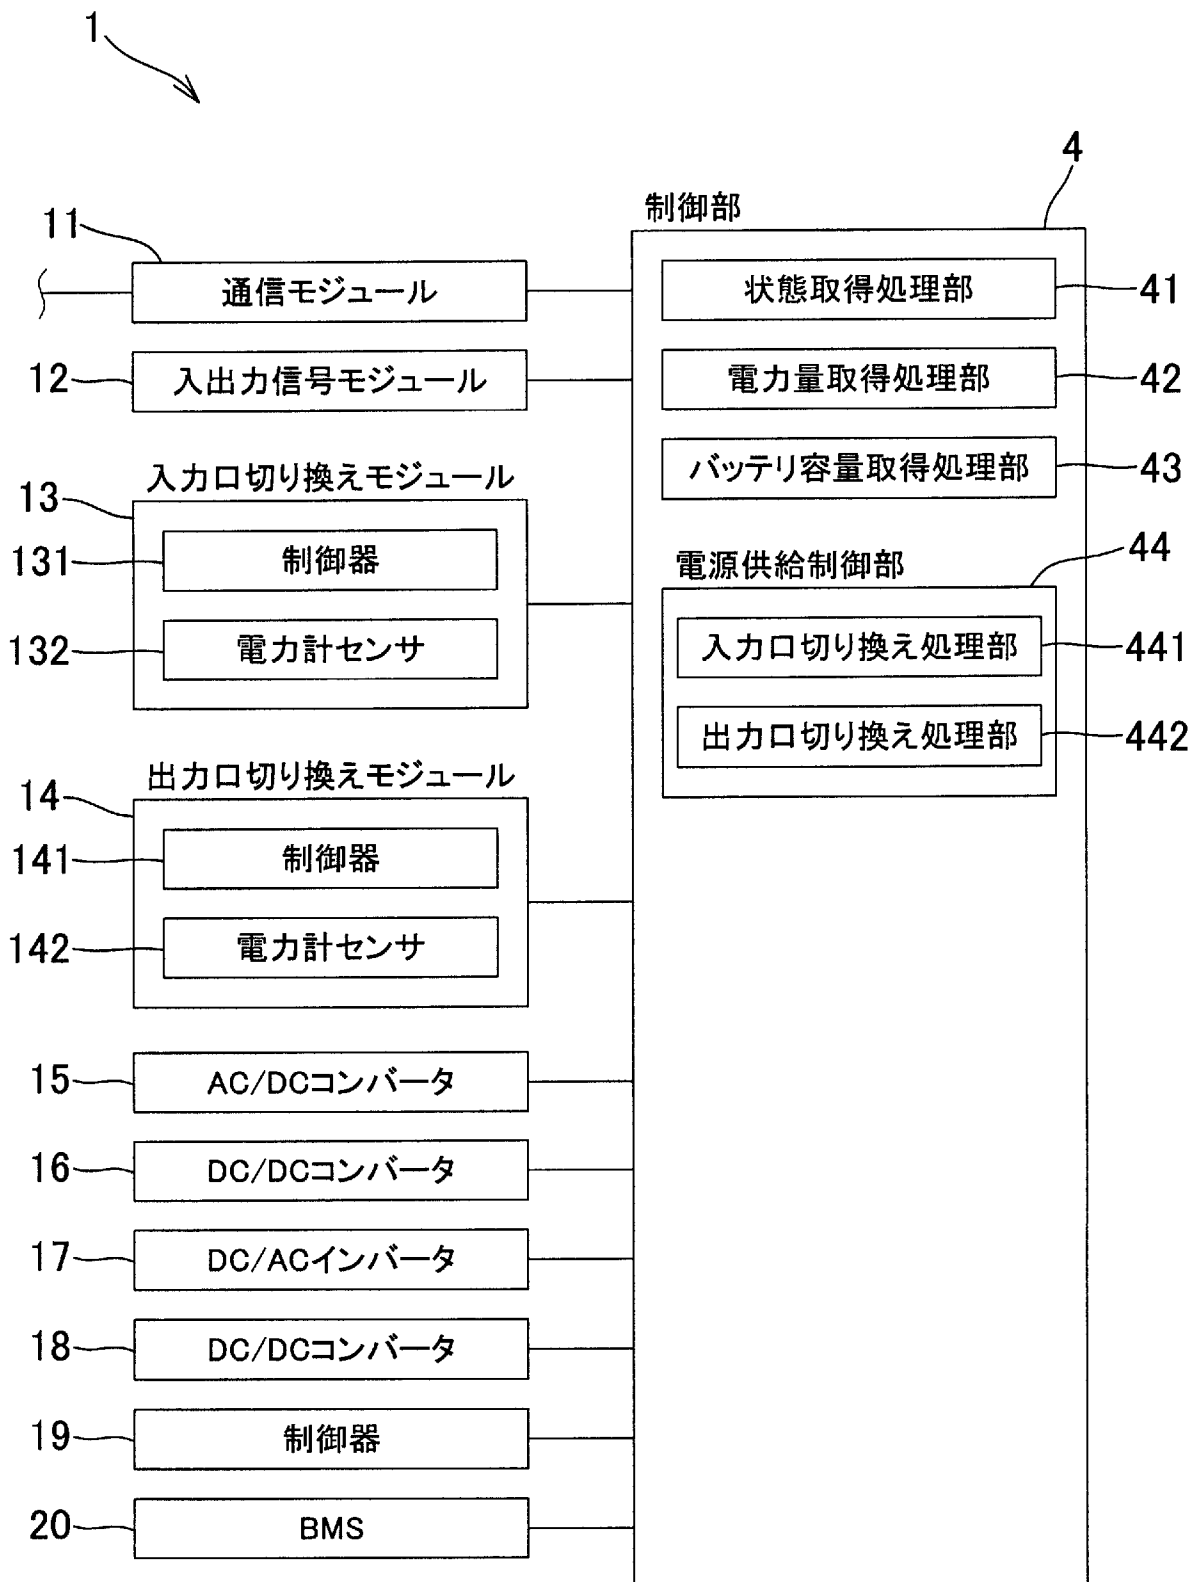 1
4
制御部
11
通信モジュール
状態取得処理部
41
12
入出力信号モジュール
電力量取得処理部
42
入力口切り換えモジュール
バッテリ容量取得処理部
43
13
131
制御器
電源供給制御部
44
132
電力計センサ
入力口切り換え処理部
441
出力口切り換え処理部
442
出力口切り換えモジュール
14
141
制御器
142
電力計センサ
15
AC/DCコンバータ
16
DC/DCコンバータ
17
DC/ACインバータ
18
DC/DCコンバータ
19
制御器
20
BMS